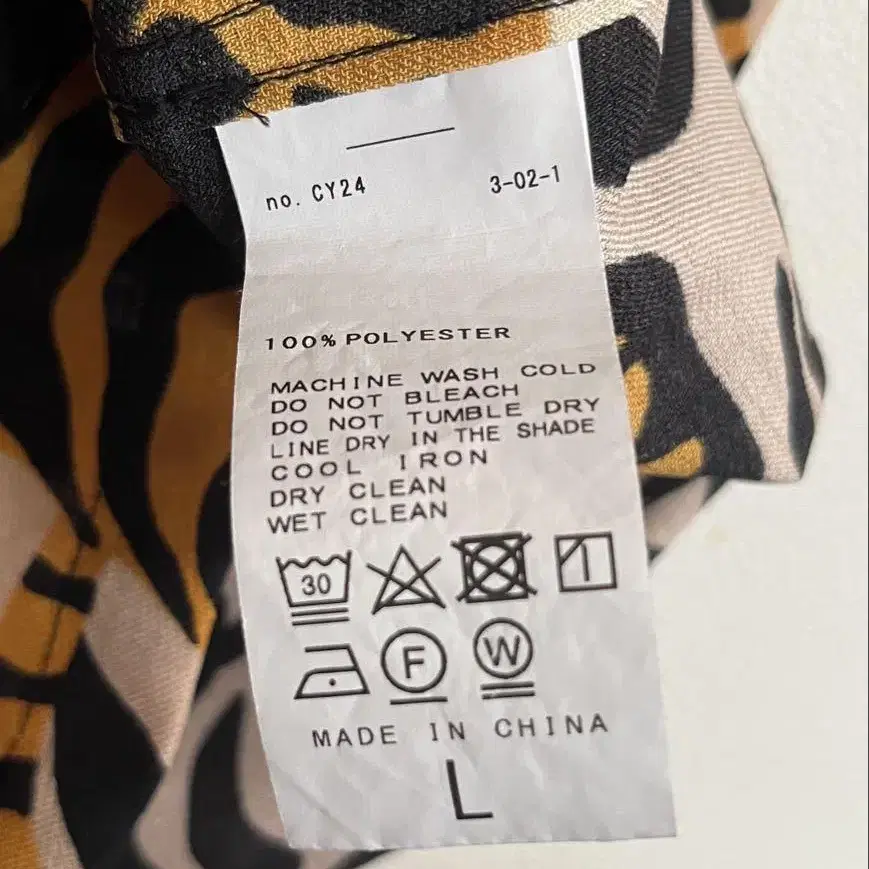 no. CY24 3-02-1
100% POLYESTER
MACHINE WASH COLD
DO NOT BLEACH
DO NOT TUMBLE DRY
LINE DRY IN THE SHADE
COOL IRON
DRY CLEAN
WET CLEAN
30
F W
MADE IN CHINA
L